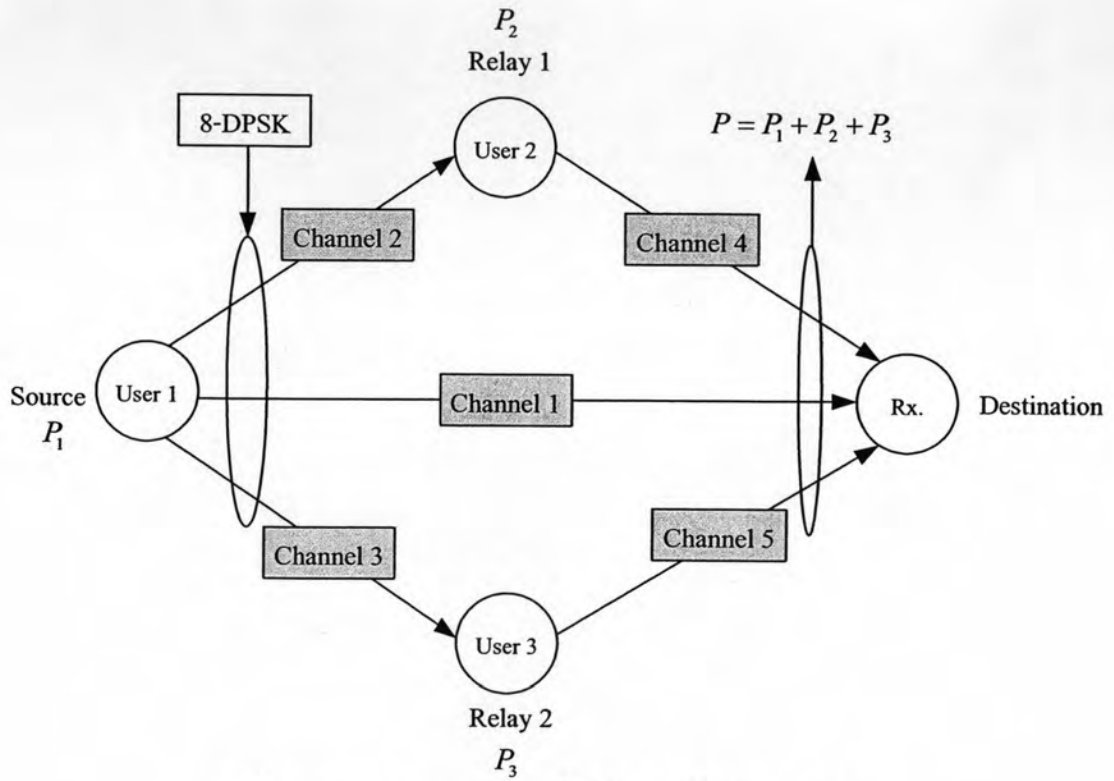 P₂
Relay 1
8-DPSK
P = P₁ + P₂ + P₃
User 2
Channel 2
Channel 4
Source
P₁
User 1
Channel 1
Rx.
Destination
Channel 3
Channel 5
User 3
Relay 2
P₃